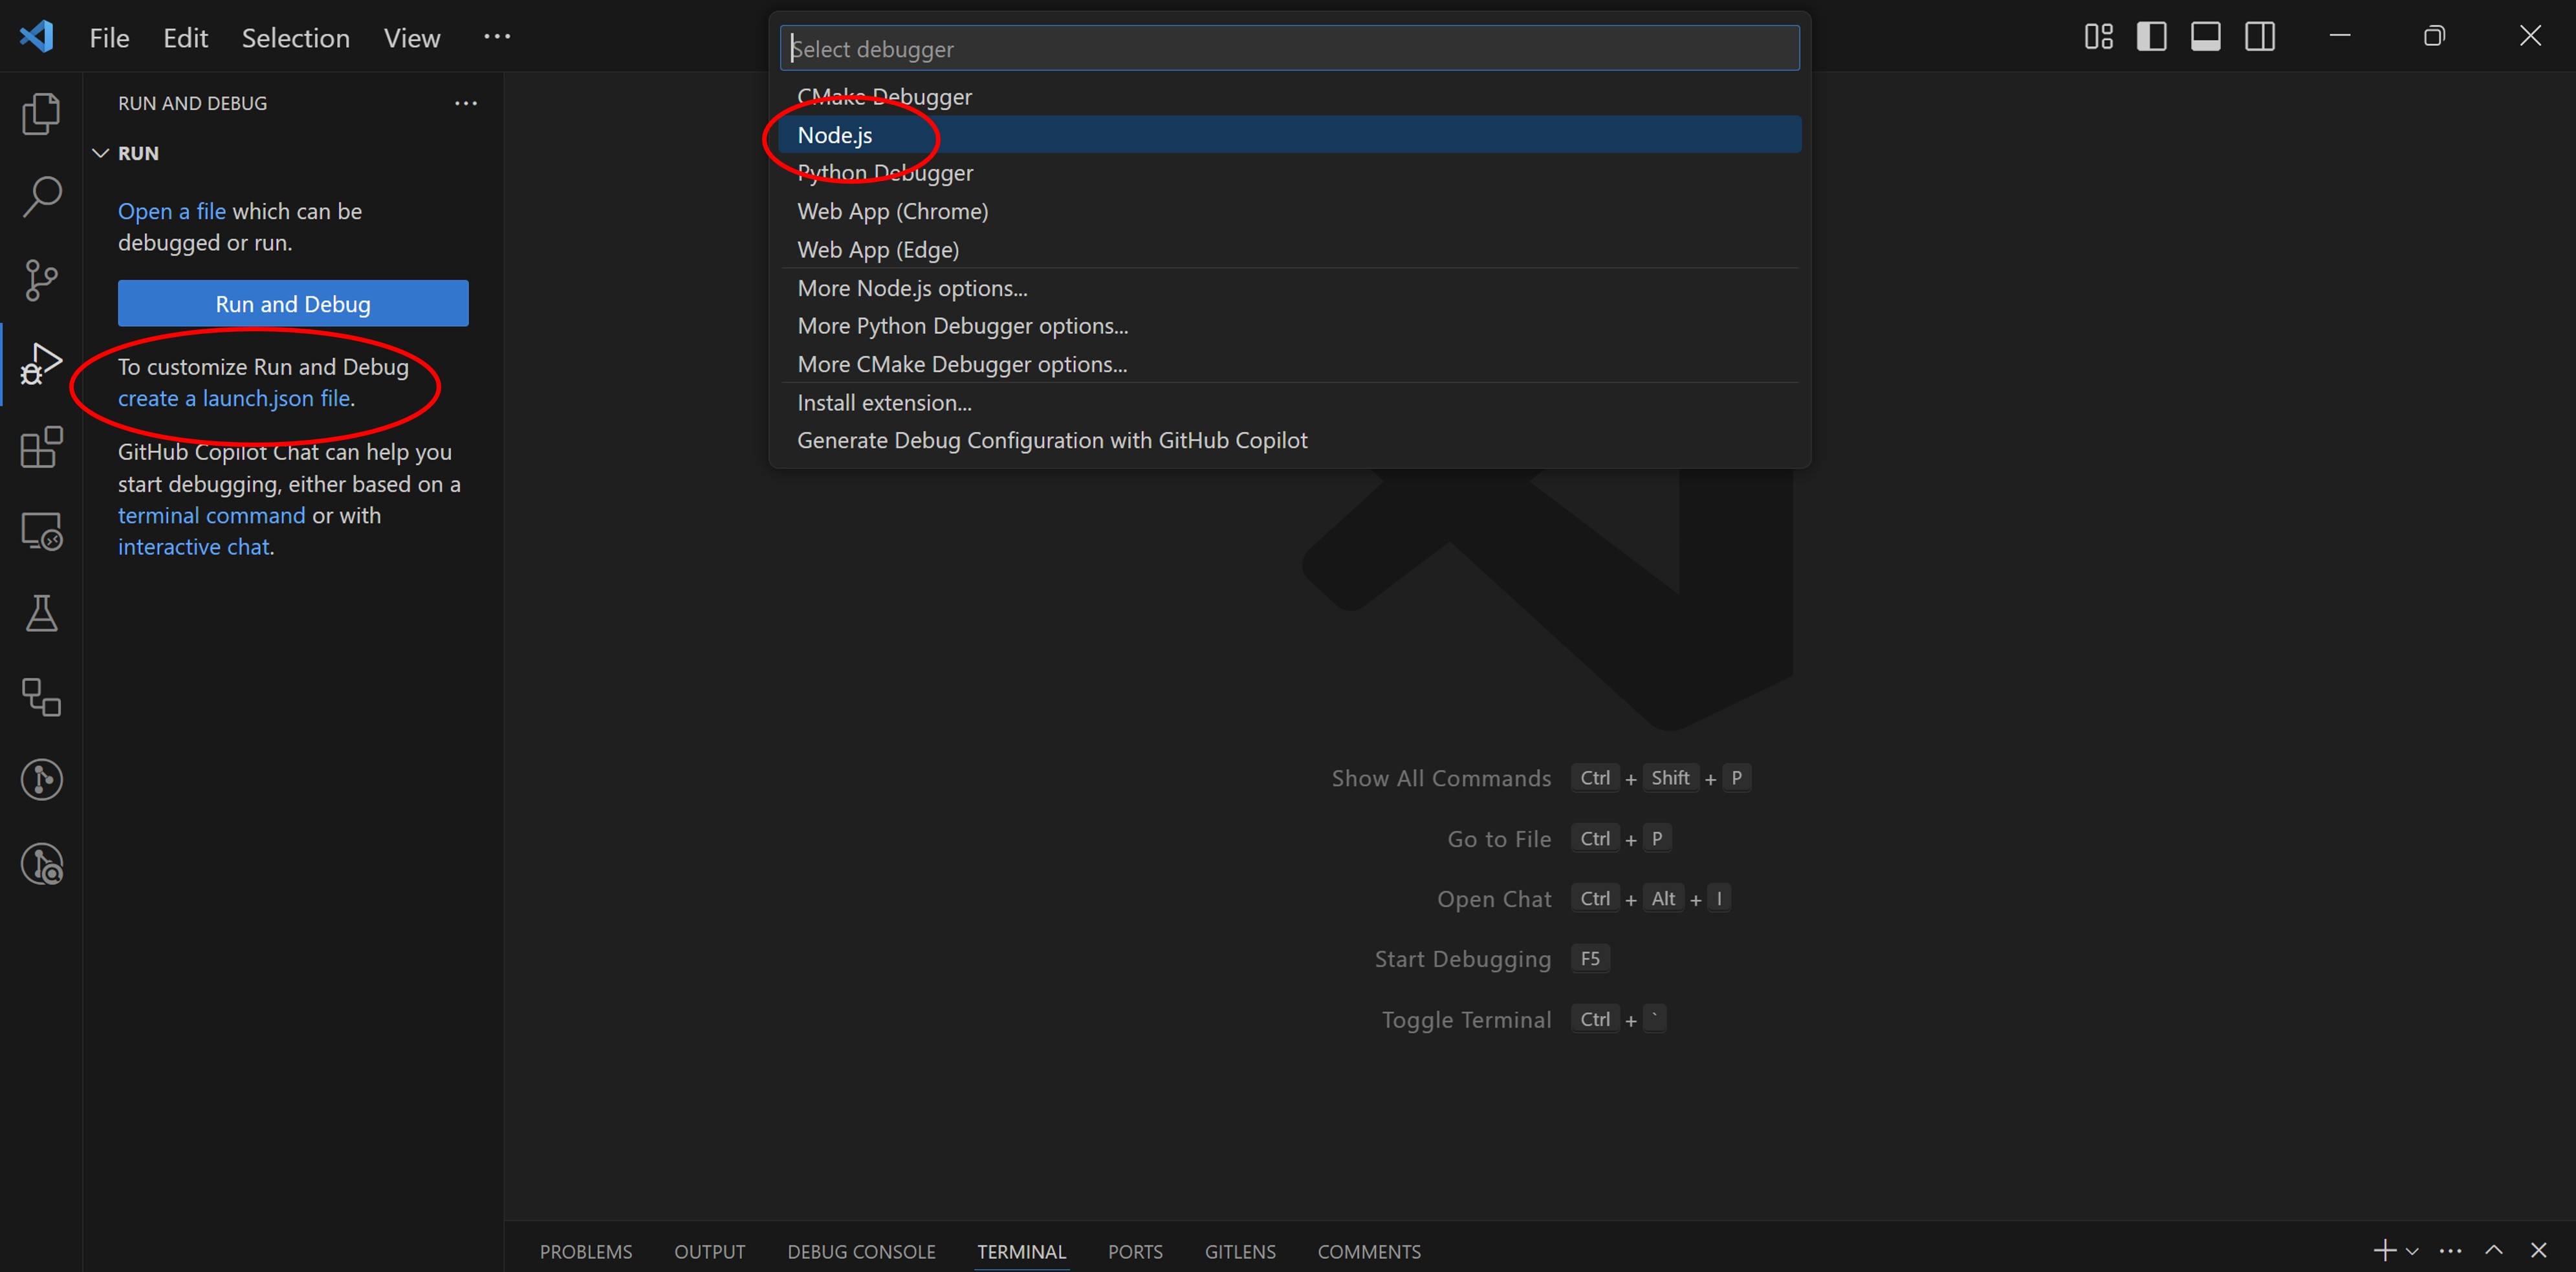 File Edit Selection View ···
RUN AND DEBUG ···
RUN
Open a file which can be
debugged or run.
Run and Debug
To customize Run and Debug
create a launch.json file.
GitHub Copilot Chat can help you
start debugging, either based on a
terminal command or with
interactive chat.
Select debugger
CMake Debugger
Node.js
Python Debugger
Web App (Chrome)
Web App (Edge)
More Node.js options...
More Python Debugger options...
More CMake Debugger options...
Install extension...
Generate Debug Configuration with GitHub Copilot
Show All Commands Ctrl + Shift + P
Go to File Ctrl + P
Open Chat Ctrl + Alt + I
Start Debugging F5
Toggle Terminal Ctrl + `
PROBLEMS OUTPUT DEBUG CONSOLE TERMINAL PORTS GITLENS COMMENTS